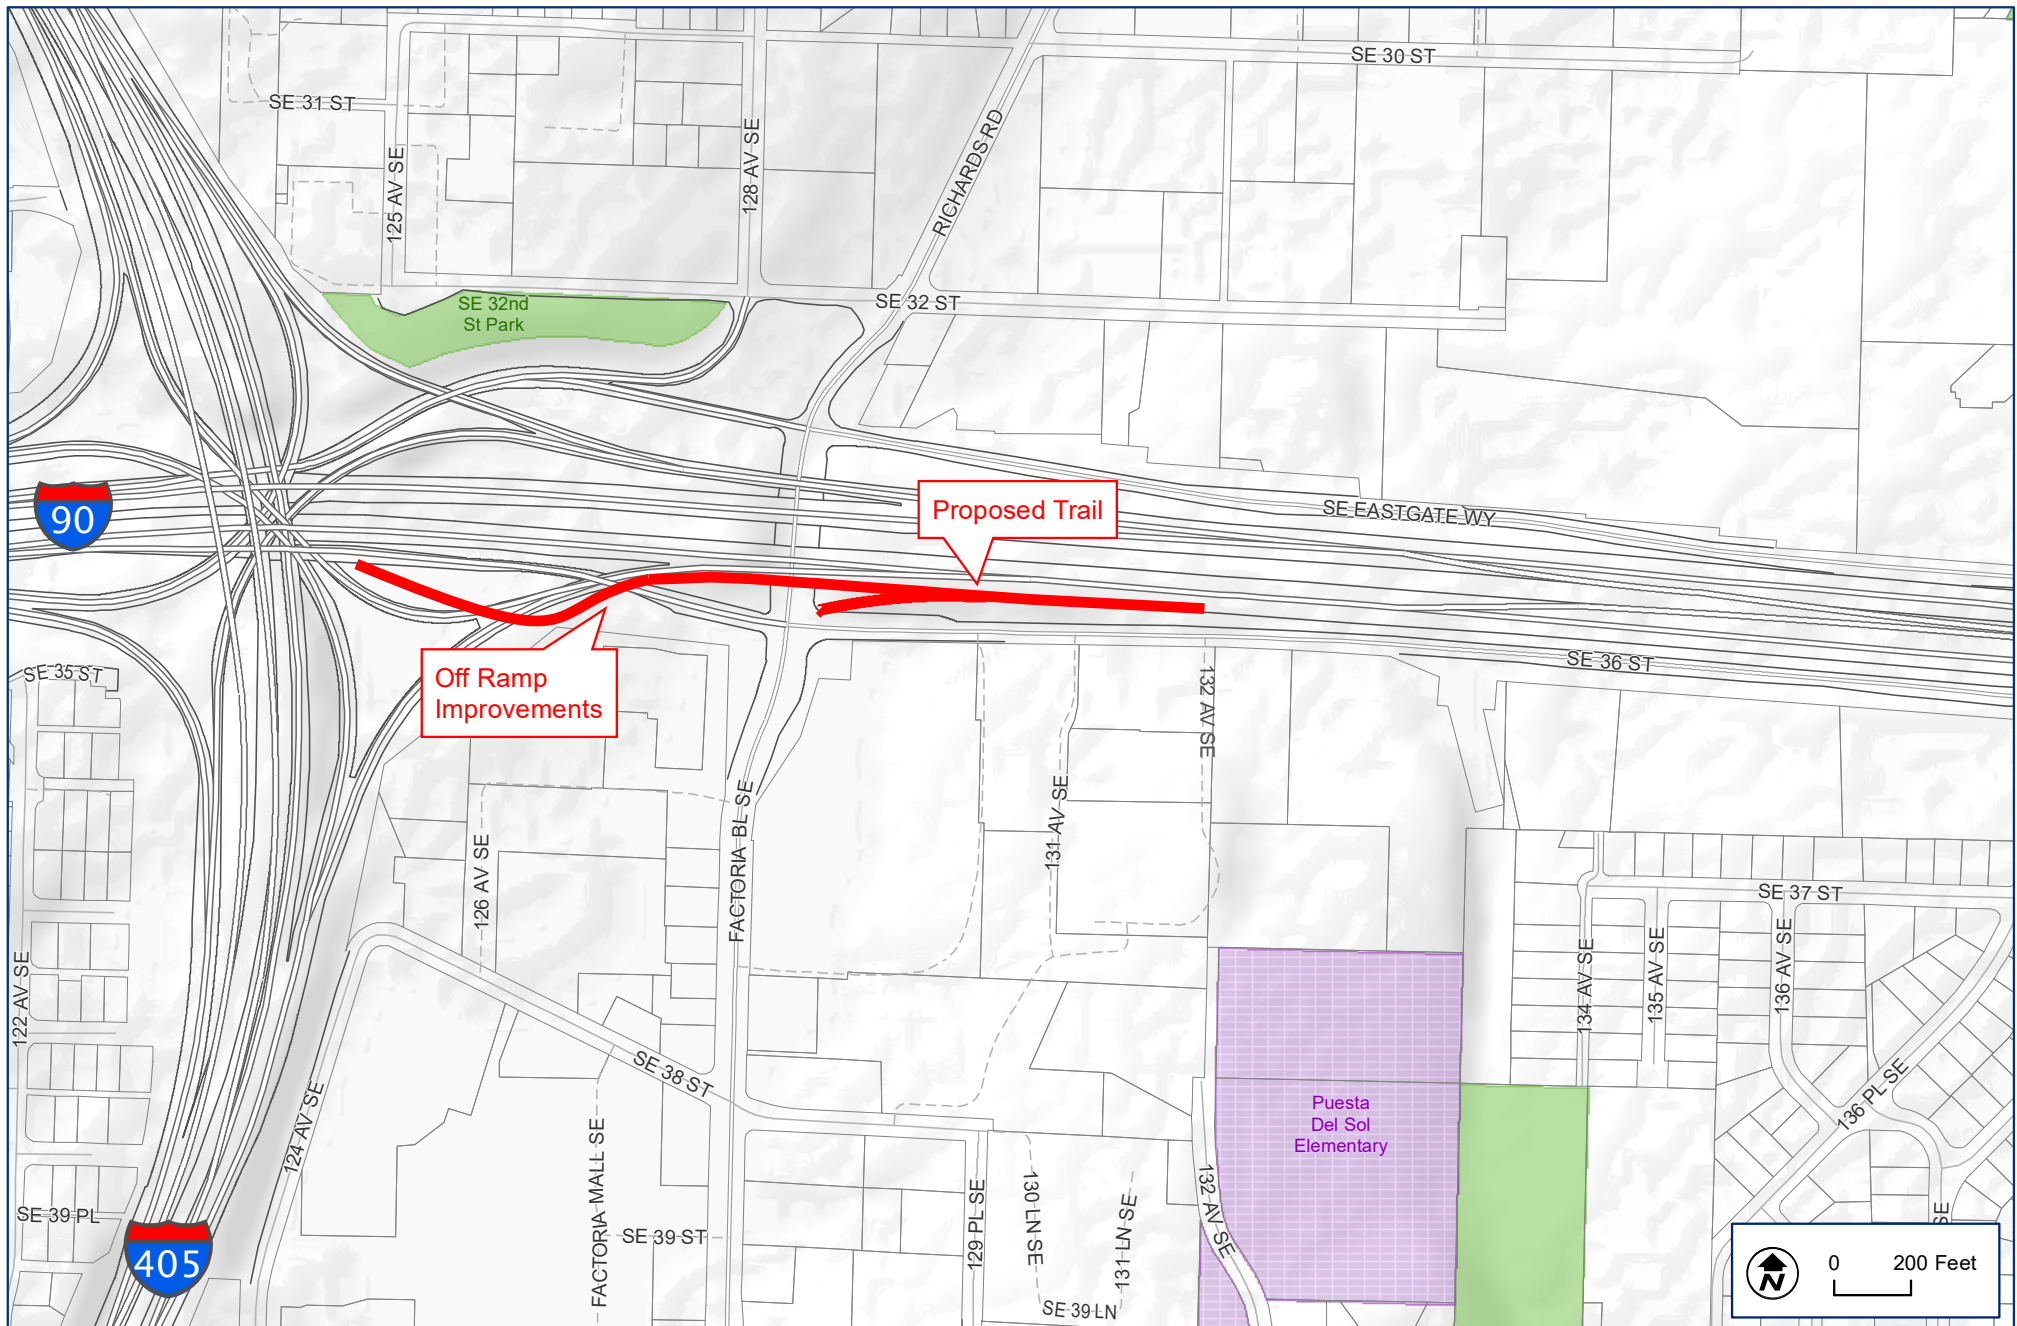 SE 30 ST
SE 31 ST
128 AV SE
RICHARDS RD
125 AV SE
SE 32nd
St Park
SE 32 ST
90
Proposed Trail
SE EASTGATE WY
SE 35 ST
Off Ramp
Improvements
SE 36 ST
132 AV SE
131 AV SE
126 AV SE
FACTORIA BL SE
SE 37 ST
122 AV SE
134 AV SE
135 AV SE
136 AV SE
SE 38 ST
124 AV SE
136 PL SE
Puesta
Del Sol
Elementary
FACTORIA MALL SE
129 PL SE
130 LN SE
131 LN SE
132 AV SE
SE 39 PL
SE 39 ST
SE
405
SE 39 LN
N
0 200 Feet